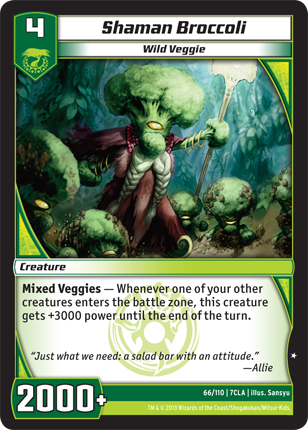 4
Shaman Broccoli
Wild Veggie
Creature
Mixed Veggies — Whenever one of your other
creatures enters the battle zone, this creature
gets +3000 power until the end of the turn.
"Just what we need: a salad bar with an attitude."
—Allie
2000+
66/110 | 7CLA | illus. Sansyu
TM & © 2013 Wizards of the Coast/Shogakukan/Mitsui-Kids